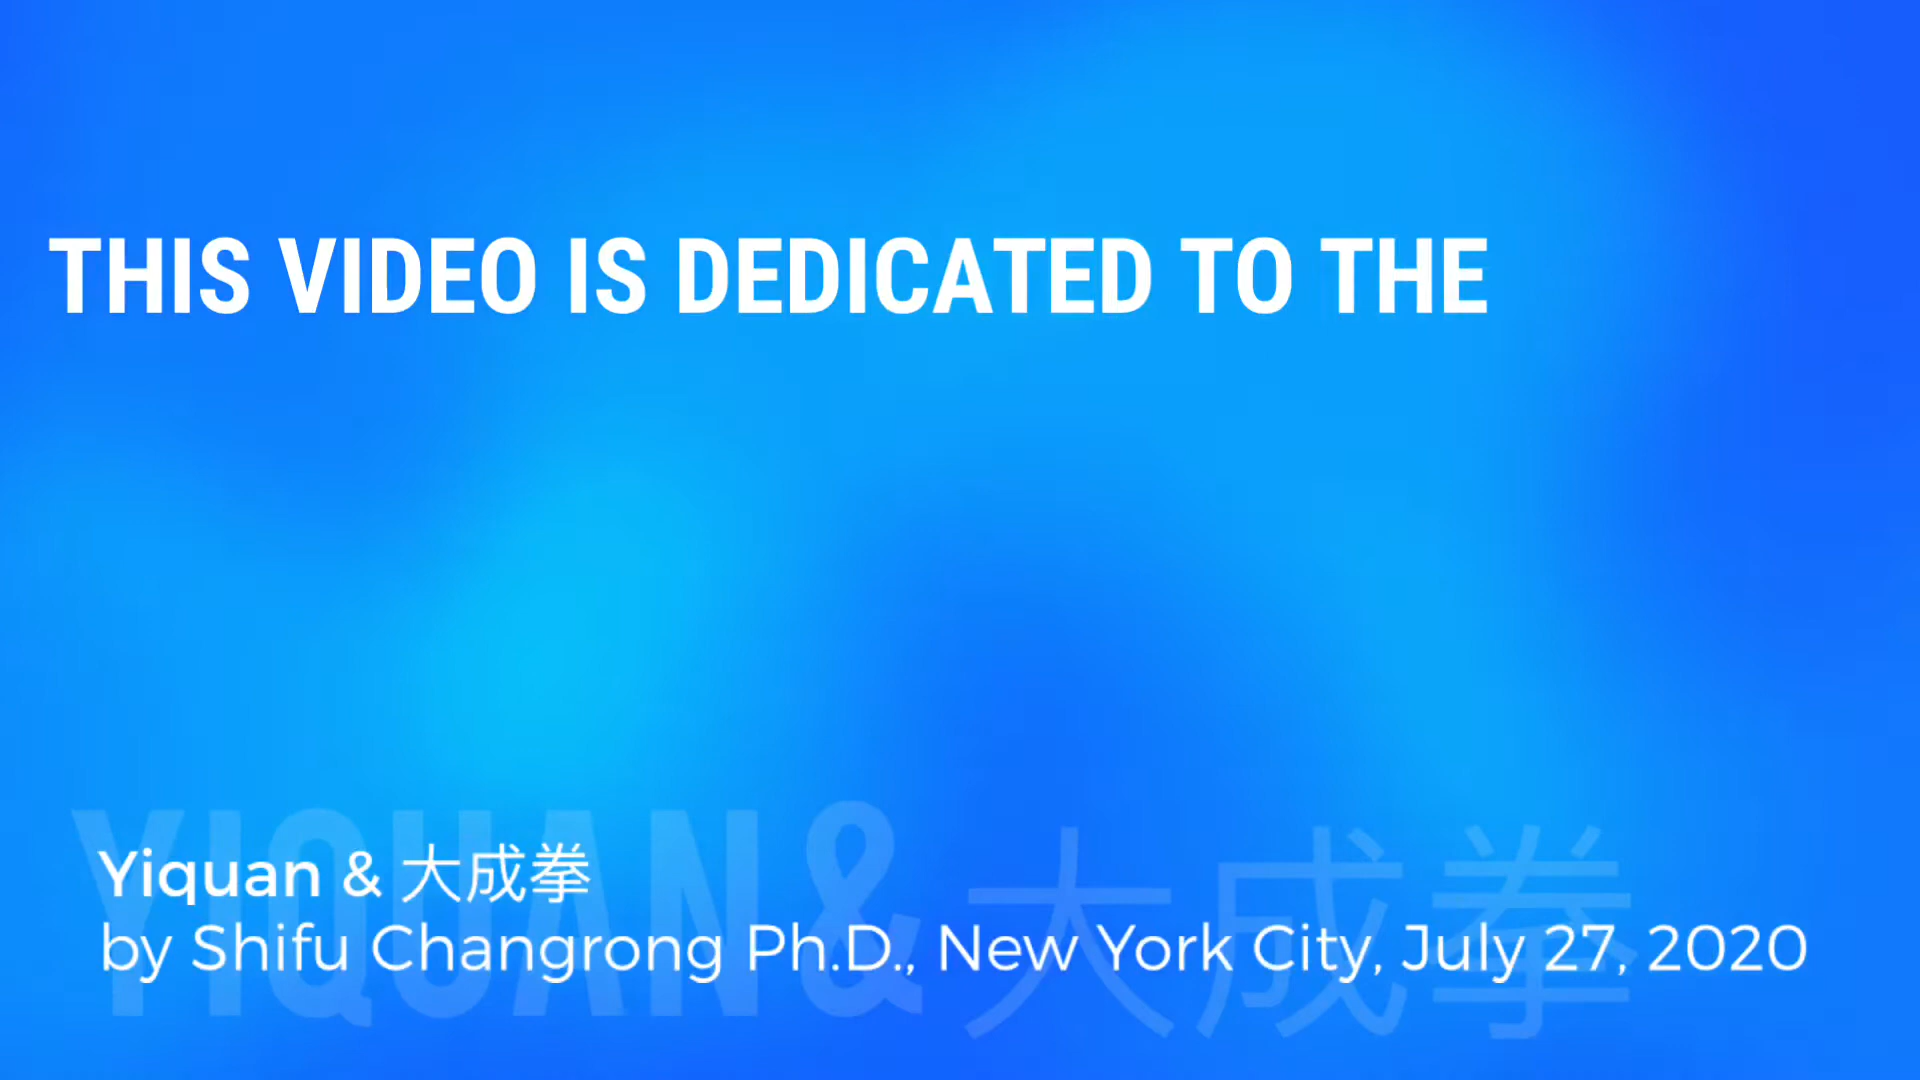 THIS VIDEO IS DEDICATED TO THE
YIQUAN & 大成拳
Yiquan & 大成拳
by Shifu Changrong Ph.D., New York City, July 27, 2020